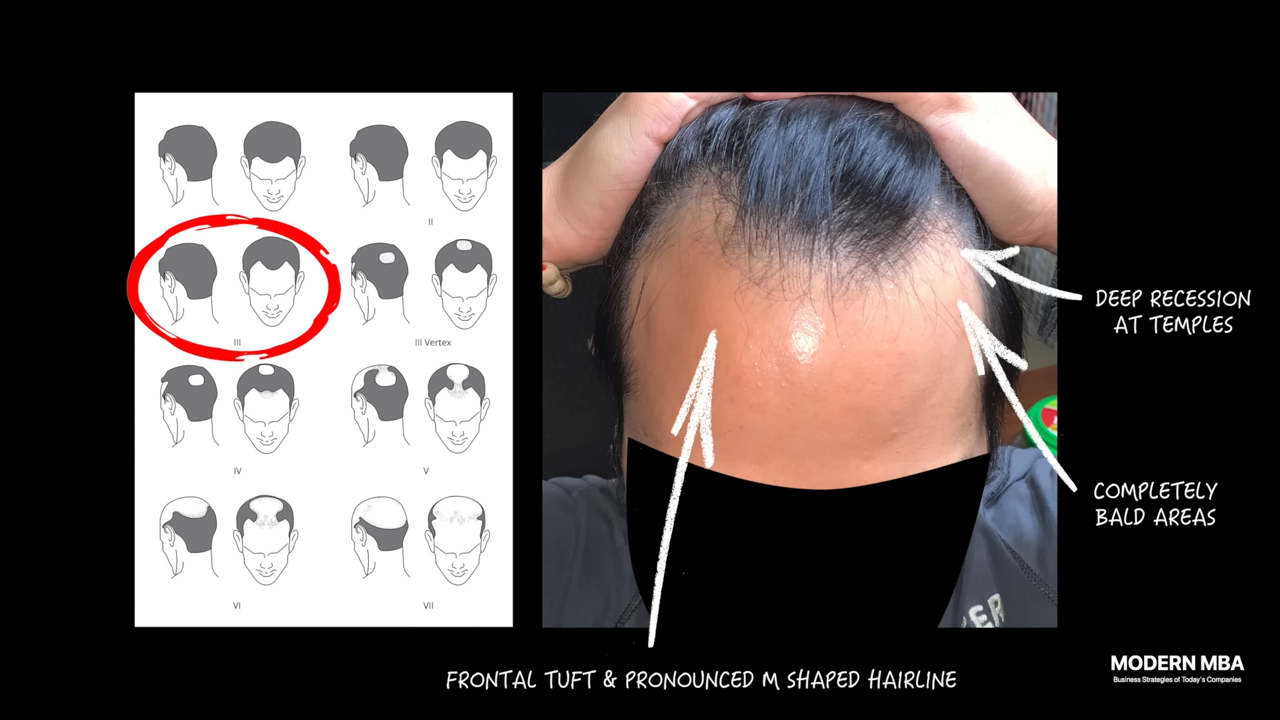 II
III
III Vertex
IV
V
VI
VII
DEEP RECESSION
AT TEMPLES
COMPLETELY
BALD AREAS
FRONTAL TUFT & PRONOUNCED M SHAPED HAIRLINE
MODERN MBA
Business Strategies of Today's Companies